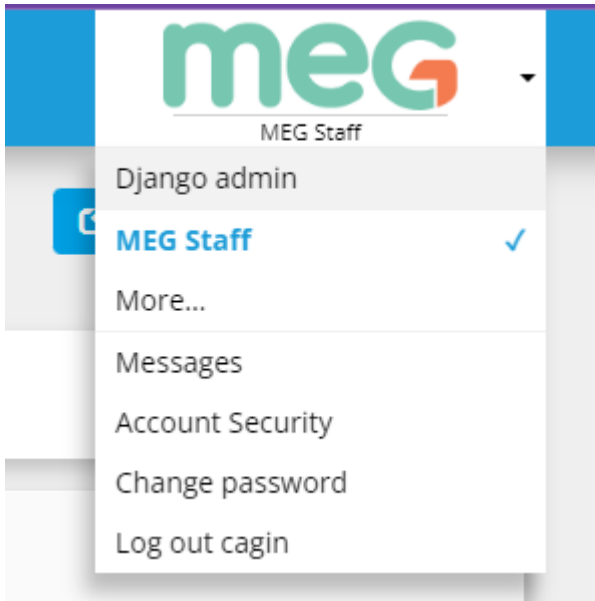 meg
MEG Staff
Django admin
MEG Staff
More...
Messages
Account Security
Change password
Log out cagin